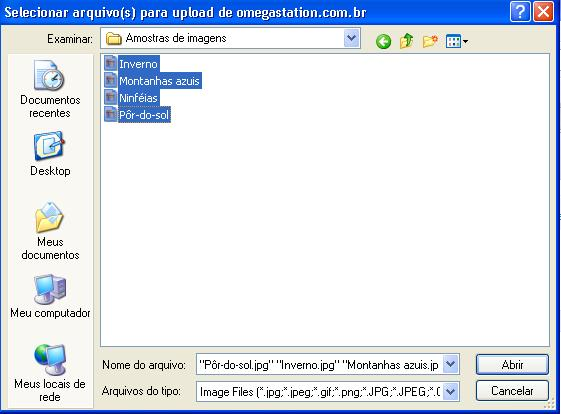 Selecionar arquivo(s) para upload de omegastation.com.br
Examinar: Amostras de imagens
Documentos
recentes
Desktop
Meus
documentos
Meu computador
Meus locais de
rede
Inverno
Montanhas azuis
Ninféias
Pôr-do-sol
Nome do arquivo: "Pôr-do-sol.jpg" "Inverno.jpg" "Montanhas azuis.jp Abrir
Arquivos do tipo: Image Files (*.jpg;*.jpeg;*.gif;*.png;*.JPG;*.JPEG;*. Cancelar